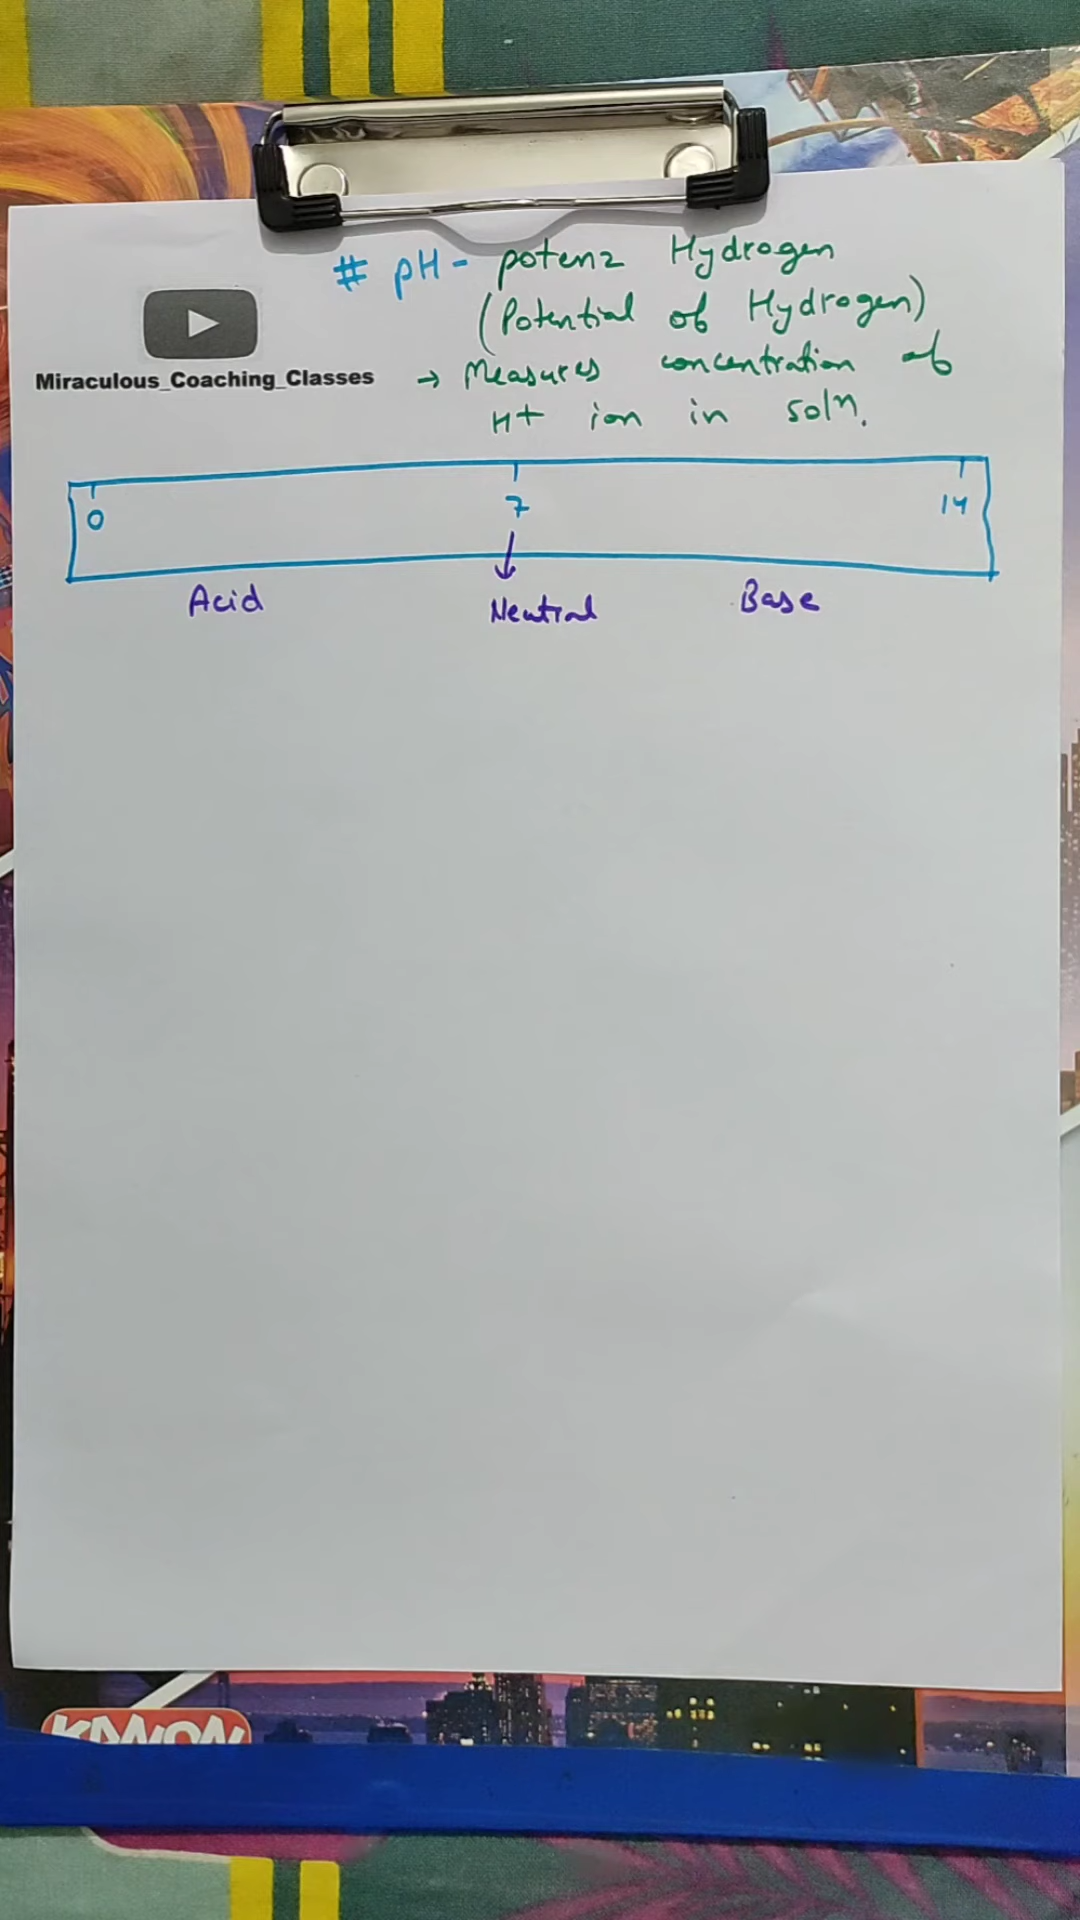 # pH - potenz Hydrogen
(Potential of Hydrogen)
Miraculous_Coaching_Classes
→ Measures concentration of
H+ ion in soln.
0 7 14
Acid Neutral Base
KANON